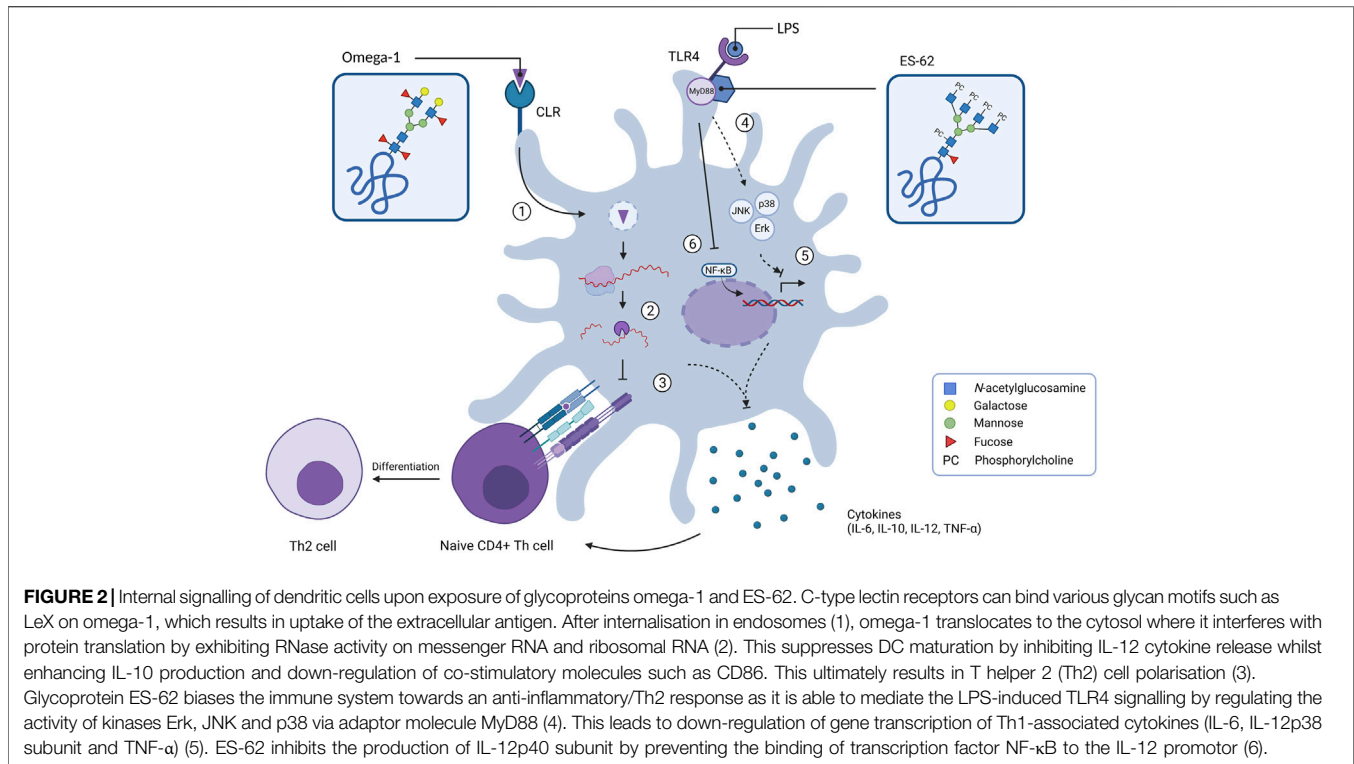 LPS
Omega-1
TLR4
ES-62
MyD88
CLR
PC
PC
PC
PC
PC
4
1
JNK
p38
Erk
6
5
NF-κB
2
3
N-acetylglucosamine
Galactose
Mannose
Fucose
PC Phosphorylcholine
Differentiation
Cytokines
(IL-6, IL-10, IL-12, TNF-α)
Th2 cell
Naive CD4+ Th cell
FIGURE 2 | Internal signalling of dendritic cells upon exposure of glycoproteins omega-1 and ES-62. C-type lectin receptors can bind various glycan motifs such as
LeX on omega-1, which results in uptake of the extracellular antigen. After internalisation in endosomes (1), omega-1 translocates to the cytosol where it interferes with
protein translation by exhibiting RNase activity on messenger RNA and ribosomal RNA (2). This suppresses DC maturation by inhibiting IL-12 cytokine release whilst
enhancing IL-10 production and down-regulation of co-stimulatory molecules such as CD86. This ultimately results in T helper 2 (Th2) cell polarisation (3).
Glycoprotein ES-62 biases the immune system towards an anti-inflammatory/Th2 response as it is able to mediate the LPS-induced TLR4 signalling by regulating the
activity of kinases Erk, JNK and p38 via adaptor molecule MyD88 (4). This leads to down-regulation of gene transcription of Th1-associated cytokines (IL-6, IL-12p38
subunit and TNF-α) (5). ES-62 inhibits the production of IL-12p40 subunit by preventing the binding of transcription factor NF-κB to the IL-12 promotor (6).